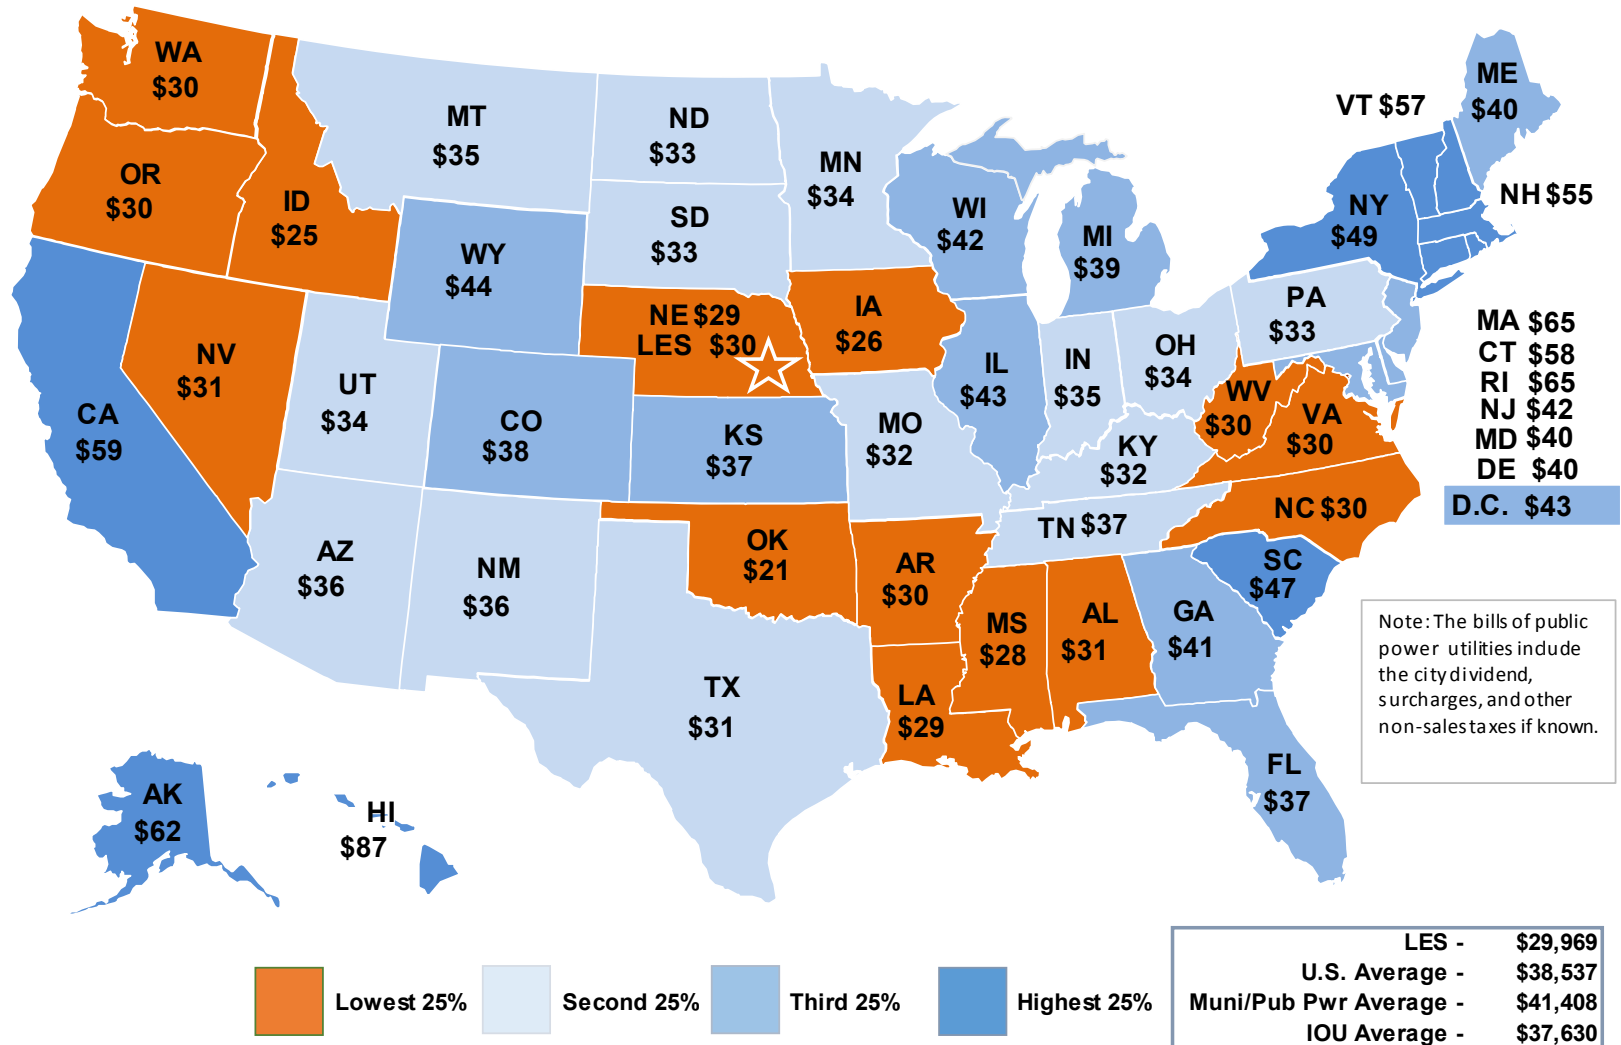 WA
$30
OR
$30
ID
$25
MT
$35
ND
$33
MN
$34
SD
$33
WY
$44
WI
$42
MI
$39
VT $57
ME
$40
NH $55
NY
$49
NE $29
LES $30
IA
$26
PA
$33
NV
$31
UT
$34
CA
$59
CO
$38
KS
$37
MO
$32
IL
$43
IN
$35
OH
$34
KY
$32
WV
$30
VA
$30
MA $65
CT $58
RI $65
NJ $42
MD $40
DE $40
D.C. $43
AZ
$36
NM
$36
OK
$21
AR
$30
TN $37
NC $30
SC
$47
MS
$28
AL
$31
GA
$41
TX
$31
LA
$29
FL
$37
AK
$62
HI
$87
Note: The bills of public
power utilities include
the city dividend,
surcharges, and other
non-sales taxes if known.
Lowest 25%
Second 25%
Third 25%
Highest 25%
LES - $29,969
U.S. Average - $38,537
Muni/Pub Pwr Average - $41,408
IOU Average - $37,630